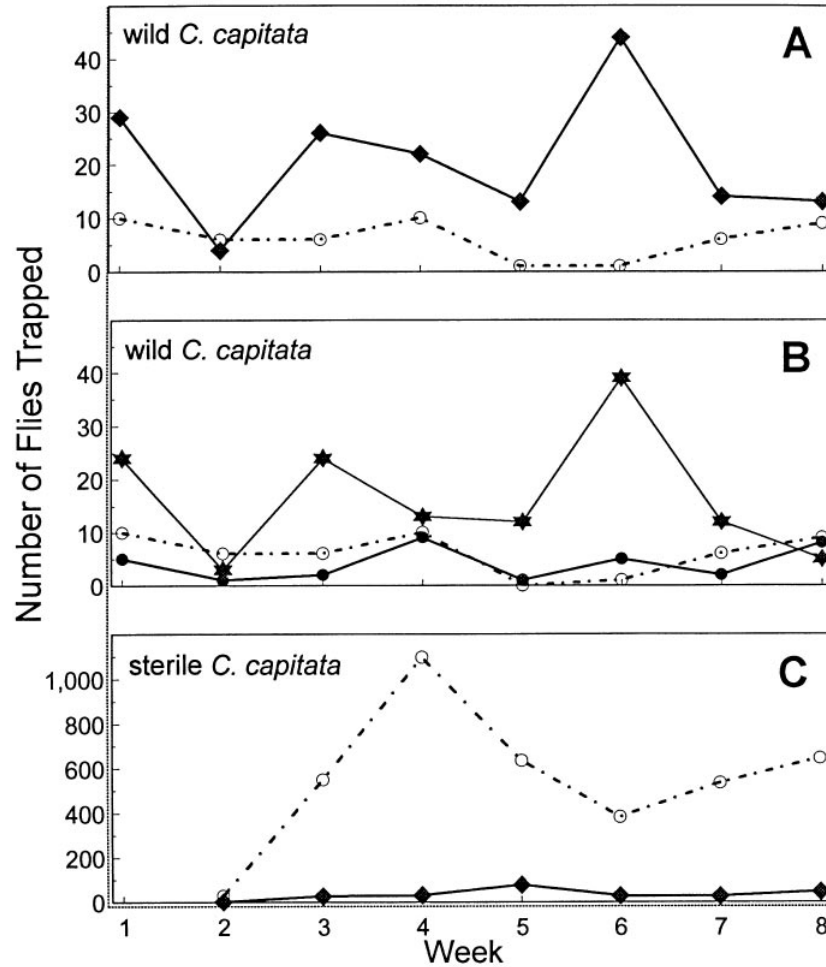 wild C. capitata
A
40
30
20
10
0
wild C. capitata
B
40
30
20
10
0
sterile C. capitata
C
1,000
800
600
400
200
0
1 2 3 4 5 6 7 8
Week
Number of Flies Trapped